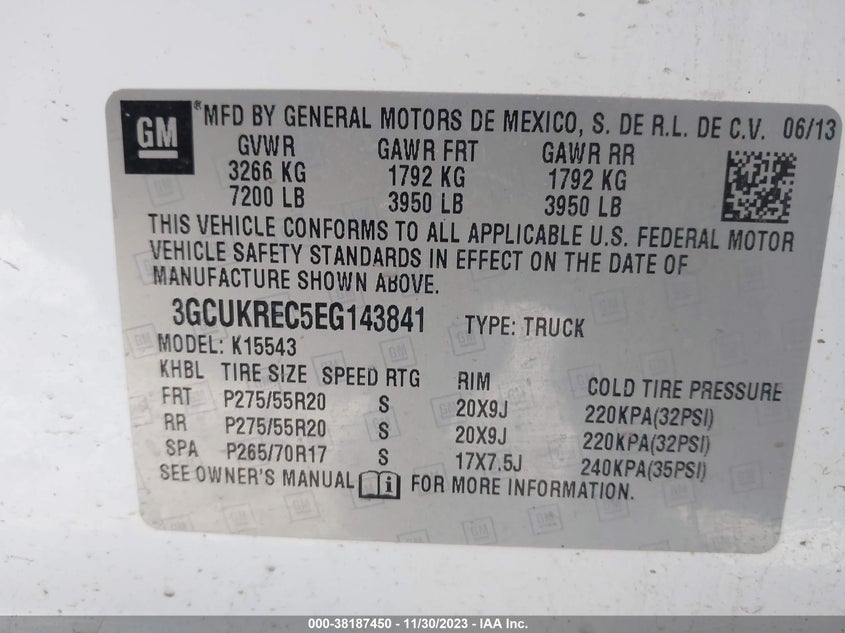 GM ®MFD BY GENERAL MOTORS DE MEXICO, S. DE R.L. DE C.V. 06/13
GVWR GAWR FRT GAWR RR
3266 KG 1792 KG 1792 KG
7200 LB 3950 LB 3950 LB
THIS VEHICLE CONFORMS TO ALL APPLICABLE U.S. FEDERAL MOTOR
VEHICLE SAFETY STANDARDS IN EFFECT ON THE DATE OF
MANUFACTURE SHOWN ABOVE.
3GCUKREC5EG143841 TYPE: TRUCK
MODEL: K15543
KHBL TIRE SIZE SPEED RTG RIM COLD TIRE PRESSURE
FRT P275/55R20 S 20X9J 220KPA(32PSI)
RR P275/55R20 S 20X9J 220KPA(32PSI)
SPA P265/70R17 S 17X7.5J 240KPA(35PSI)
SEE OWNER'S MANUAL FOR MORE INFORMATION.
000-38187450 - 11/30/2023 - IAA Inc.